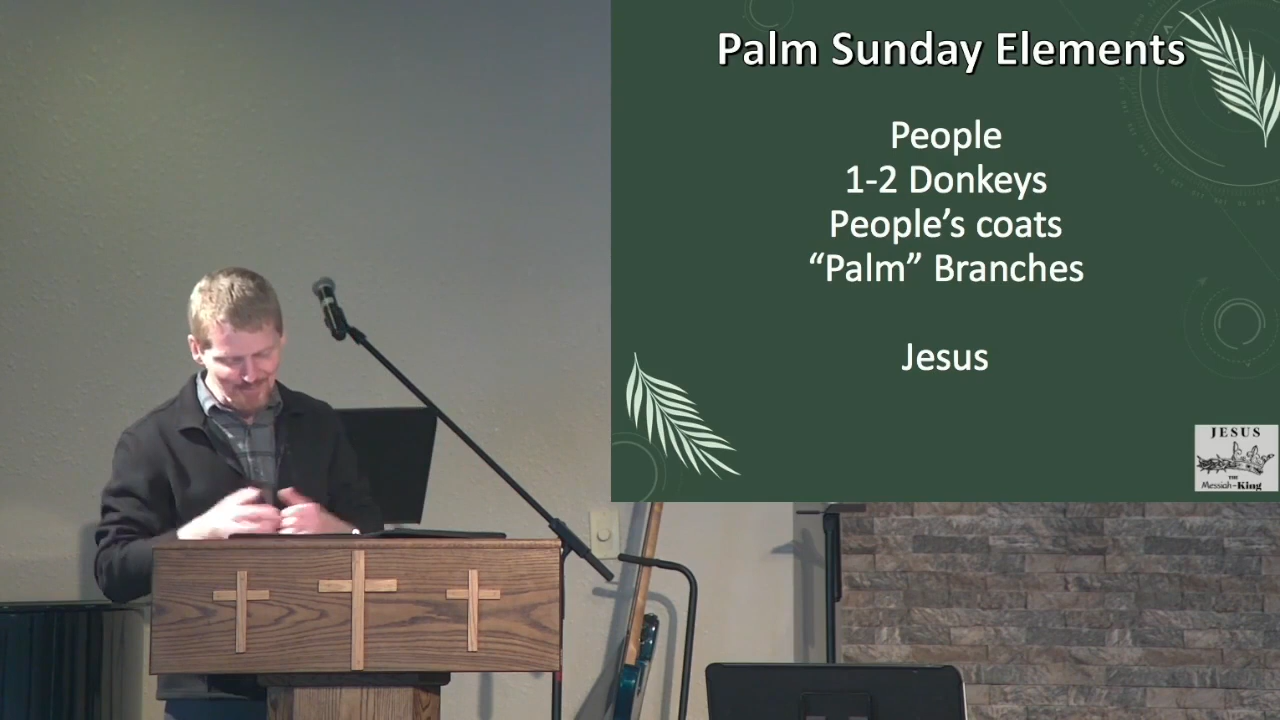 Palm Sunday Elements
People
1-2 Donkeys
People’s coats
“Palm” Branches
Jesus
JESUS
THE
Messiah-King